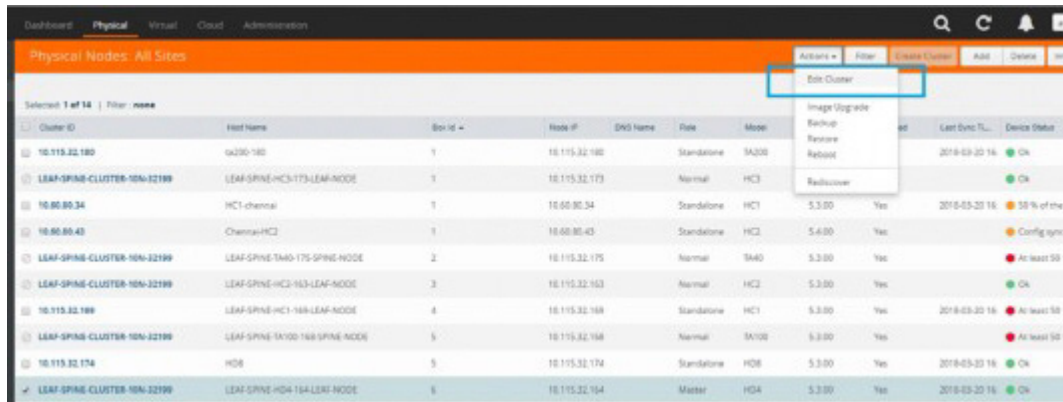 Dashboard Physical Virtual Cloud Administration
Physical Nodes: All Sites Actions Filter Create Cluster Add Delete
Edit Cluster
Image Upgrade
Backup
Restore
Reboot
Rediscover
Selected: 1 of 14 | Filter: none
Cluster ID Host Name Box Id Node IP DNS Name Role Model ed Last Sync Ti... Device Status
10.115.32.180 ta200-180 1 10.115.32.180 Standalone TA200 2018-03-20 16: Ok
LEAF-SPINE-CLUSTER-10N-32199 LEAF-SPINE-HC3-173-LEAF-NODE 1 10.115.32.173 Normal HC3 Ok
10.60.80.34 HC1-chennai 1 10.60.80.34 Standalone HC1 5.3.00 Yes 2018-03-20 16: 50 % of the
10.60.80.43 Chennai-HC2 1 10.60.80.43 Standalone HC2 5.4.00 Yes Config sync
LEAF-SPINE-CLUSTER-10N-32199 LEAF-SPINE-TA40-175-SPINE-NODE 2 10.115.32.175 Normal TA40 5.3.00 Yes At least 50
LEAF-SPINE-CLUSTER-10N-32199 LEAF-SPINE-HC2-163-LEAF-NODE 3 10.115.32.163 Normal HC2 5.3.00 Yes Ok
10.115.32.169 LEAF-SPINE-HC1-169-LEAF-NODE 4 10.115.32.169 Standalone HC1 5.3.00 Yes 2018-03-20 16: At least 50
LEAF-SPINE-CLUSTER-10N-32199 LEAF-SPINE-TA100-168-SPINE-NODE 5 10.115.32.168 Normal TA100 5.3.00 Yes At least 50
10.115.32.174 HD8 5 10.115.32.174 Standalone HD8 5.3.00 Yes 2018-03-20 16: Ok
LEAF-SPINE-CLUSTER-10N-32199 LEAF-SPINE-HD4-164-LEAF-NODE 6 10.115.32.164 Master HD4 5.3.00 Yes 2018-03-20 16: Ok